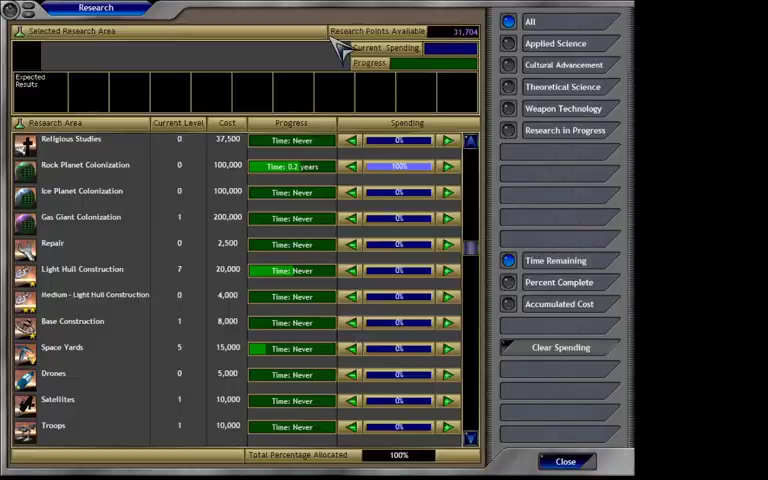 Research
All
Selected Research Area
Research Points Available 31,704
Current Spending
Applied Science
Progress
Cultural Advancement
Expected
Results
Theoretical Science
Weapon Technology
Research in Progress
Research Area Current Level Cost Progress Spending
Religious Studies 0 37,500 Time: Never 0%
Rock Planet Colonization 0 100,000 Time: 0.2 years 100%
Ice Planet Colonization 0 100,000 Time: Never 0%
Gas Giant Colonization 1 200,000 Time: Never 0%
Repair 0 2,500 Time: Never 0%
Time Remaining
Light Hull Construction 7 20,000 Time: Never 0%
Percent Complete
Medium - Light Hull Construction 0 4,000 Time: Never 0%
Accumulated Cost
Base Construction 1 8,000 Time: Never 0%
Space Yards 5 15,000 Time: Never 0%
Clear Spending
Drones 0 5,000 Time: Never 0%
Satellites 1 10,000 Time: Never 0%
Troops 1 10,000 Time: Never 0%
Total Percentage Allocated 100%
Close